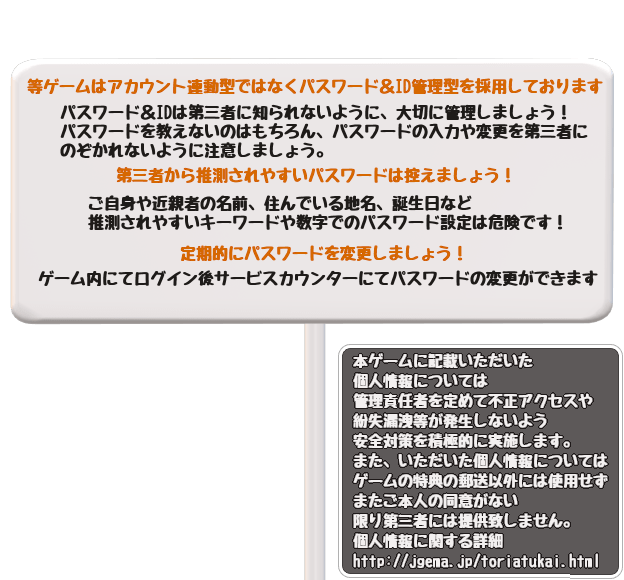 等ゲームはアカウント連動型ではなくパスワード&ID管理型を採用しております
パスワード&IDは第三者に知られないように、大切に管理しましょう！
パスワードを教えないのはもちろん、パスワードの入力や変更を第三者に
のぞかれないように注意しましょう。
第三者から推測されやすいパスワードは控えましょう！
ご自身や近親者の名前、住んでいる地名、誕生日など
推測されやすいキーワードや数字でのパスワード設定は危険です！
定期的にパスワードを変更しましょう！
ゲーム内にてログイン後サービスカウンターにてパスワードの変更ができます
本ゲームに記載いただいた
個人情報については
管理責任者を定めて不正アクセスや
紛失漏洩等が発生しないよう
安全対策を積極的に実施します。
また、いただいた個人情報については
ゲームの特典の郵送以外には使用せず
またご本人の同意がない
限り第三者には提供致しません。
個人情報に関する詳細
http://jgema.jp/toriatukai.html